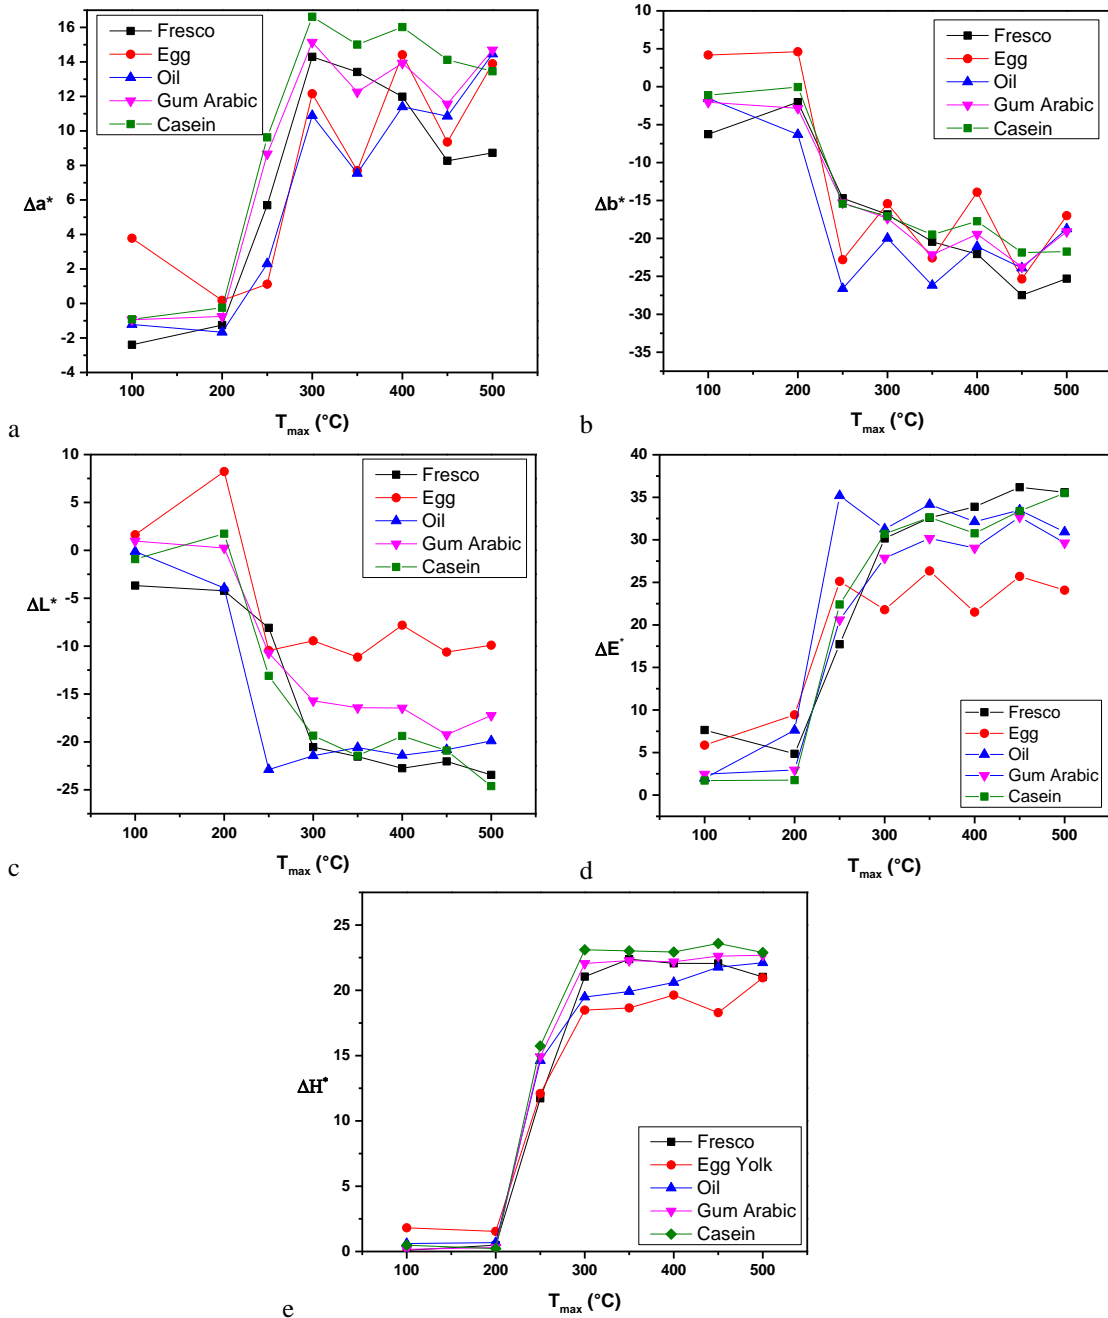 16
14
12
10
8
6
4
2
0
-2
-4
Δa*
Fresco
Egg
Oil
Gum Arabic
Casein
100 200 300 400 500
Tmax (°C)
a
10
5
0
-5
-10
-15
-20
-25
-30
-35
Δb*
Fresco
Egg
Oil
Gum Arabic
Casein
100 200 300 400 500
Tmax (°C)
b
10
5
0
-5
-10
-15
-20
-25
ΔL*
Fresco
Egg
Oil
Gum Arabic
Casein
100 200 300 400 500
Tmax (°C)
c
40
35
30
25
20
15
10
5
0
ΔE*
Fresco
Egg
Oil
Gum Arabic
Casein
100 200 300 400 500
Tmax (°C)
d
25
20
15
10
5
0
ΔH*
Fresco
Egg Yolk
Oil
Gum Arabic
Casein
100 200 300 400 500
Tmax (°C)
e